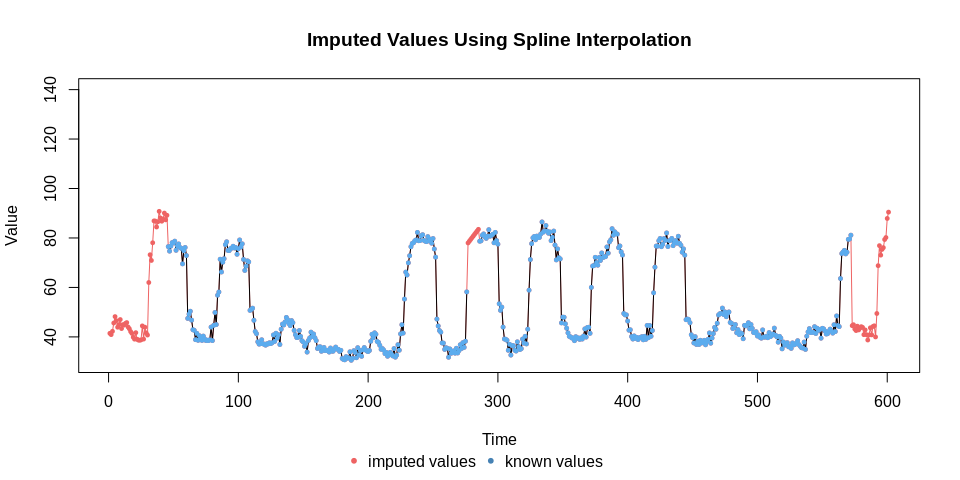 Imputed Values Using Spline Interpolation
Value
140
120
100
80
60
40
0 100 200 300 400 500 600
Time
imputed values known values